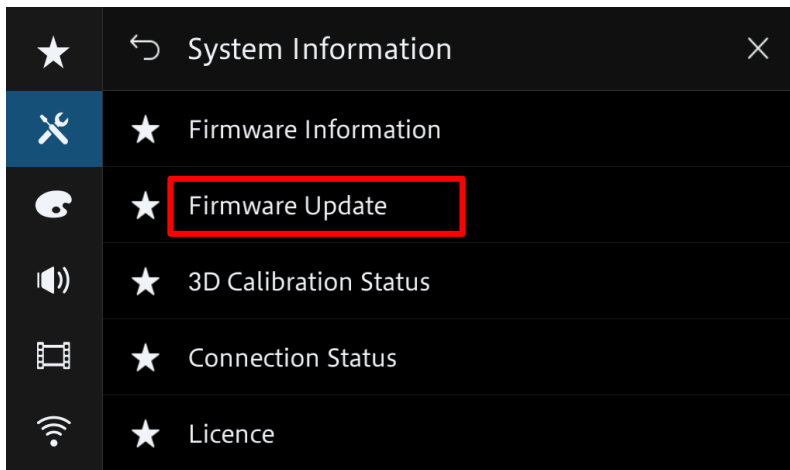 System Information
Firmware Information
Firmware Update
3D Calibration Status
Connection Status
Licence